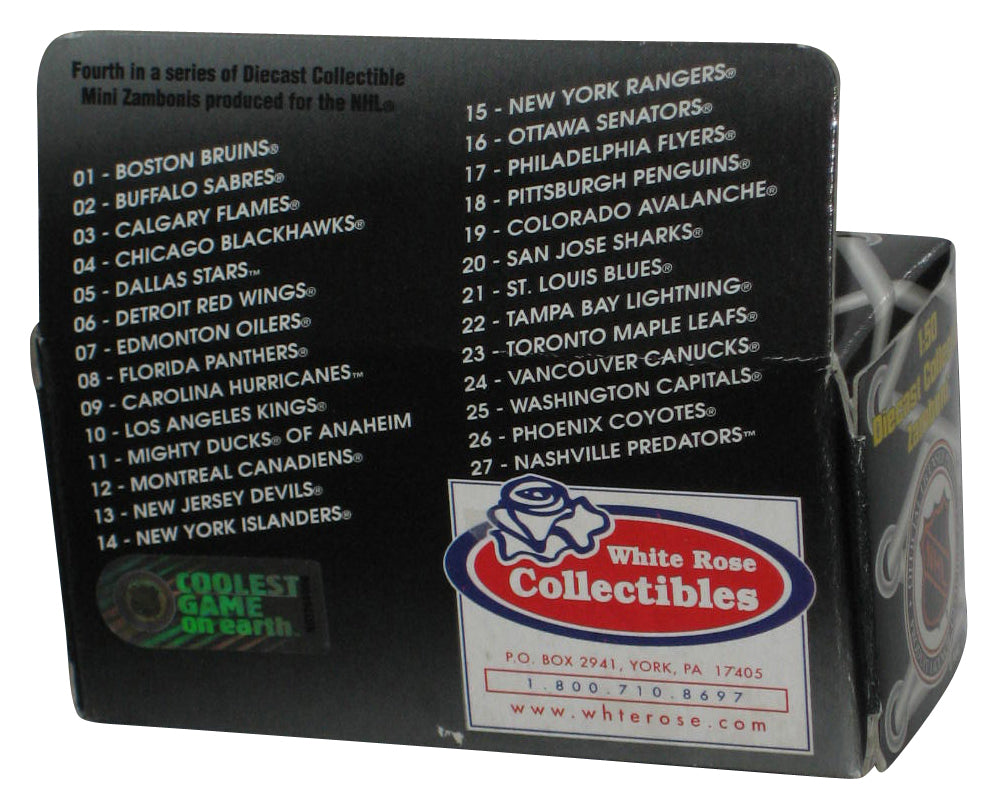 Fourth in a series of Diecast Collectible
Mini Zambonis produced for the NHL®
01 - BOSTON BRUINS®
02 - BUFFALO SABRES®
03 - CALGARY FLAMES®
04 - CHICAGO BLACKHAWKS®
05 - DALLAS STARS™
06 - DETROIT RED WINGS®
07 - EDMONTON OILERS®
08 - FLORIDA PANTHERS®
09 - CAROLINA HURRICANES™
10 - LOS ANGELES KINGS®
11 - MIGHTY DUCKS® OF ANAHEIM
12 - MONTREAL CANADIENS®
13 - NEW JERSEY DEVILS®
14 - NEW YORK ISLANDERS®
15 - NEW YORK RANGERS®
16 - OTTAWA SENATORS®
17 - PHILADELPHIA FLYERS®
18 - PITTSBURGH PENGUINS®
19 - COLORADO AVALANCHE®
20 - SAN JOSE SHARKS®
21 - ST. LOUIS BLUES®
22 - TAMPA BAY LIGHTNING®
23 - TORONTO MAPLE LEAFS®
24 - VANCOUVER CANUCKS®
25 - WASHINGTON CAPITALS®
26 - PHOENIX COYOTES®
27 - NASHVILLE PREDATORS™
COOLEST
GAME
on earth
White Rose
Collectibles
P.O. BOX 2941, YORK, PA 17405
1.800.710.8697
www.whterose.com
1:50
Diecast